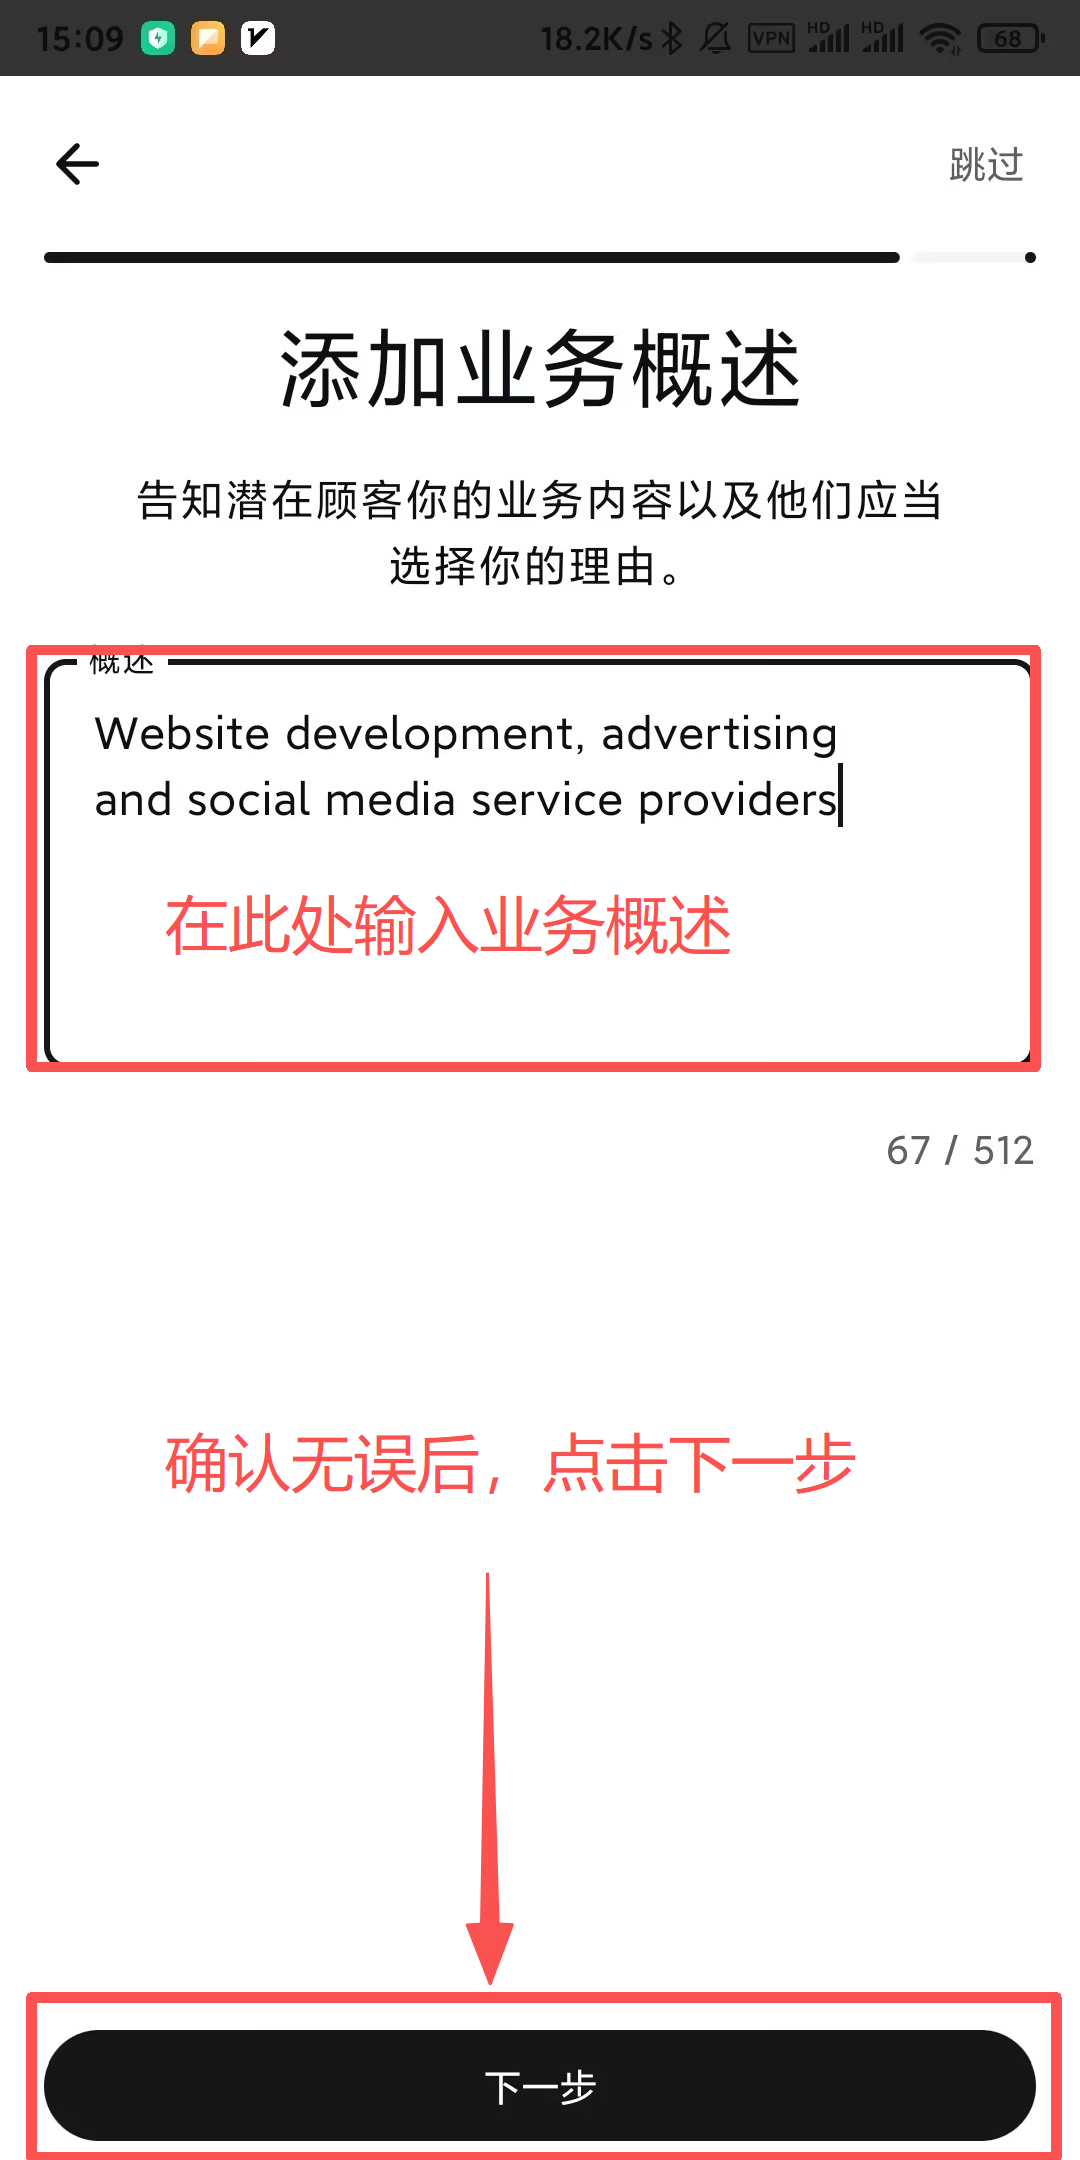 15:09 18.2K/s VPN HD HD 68
跳过
添加业务概述
告知潜在顾客你的业务内容以及他们应当
选择你的理由。
概述
Website development, advertising
and social media service providers
在此处输入业务概述
67 / 512
确认无误后，点击下一步
下一步